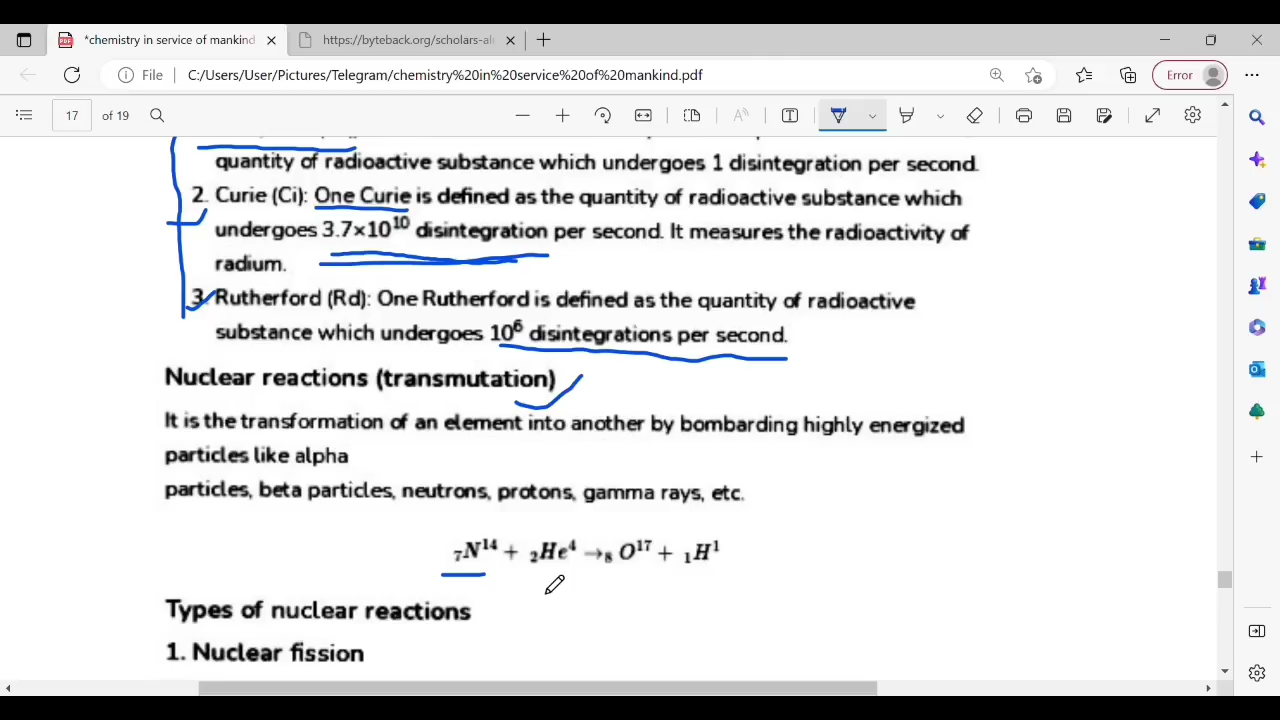 *chemistry in service of mankind
https://byteback.org/scholars-al
File
C:/Users/User/Pictures/Telegram/chemistry%20in%20service%20of%20mankind.pdf
Error
17 of 19
quantity of radioactive substance which undergoes 1 disintegration per second.
2. Curie (Ci): One Curie is defined as the quantity of radioactive substance which
undergoes 3.7×10¹⁰ disintegration per second. It measures the radioactivity of
radium.
3. Rutherford (Rd): One Rutherford is defined as the quantity of radioactive
substance which undergoes 10⁶ disintegrations per second.
Nuclear reactions (transmutation)
It is the transformation of an element into another by bombarding highly energized
particles like alpha
particles, beta particles, neutrons, protons, gamma rays, etc.
₇N¹⁴ + ₂He⁴ →₈ O¹⁷ + ₁H¹
Types of nuclear reactions
1. Nuclear fission